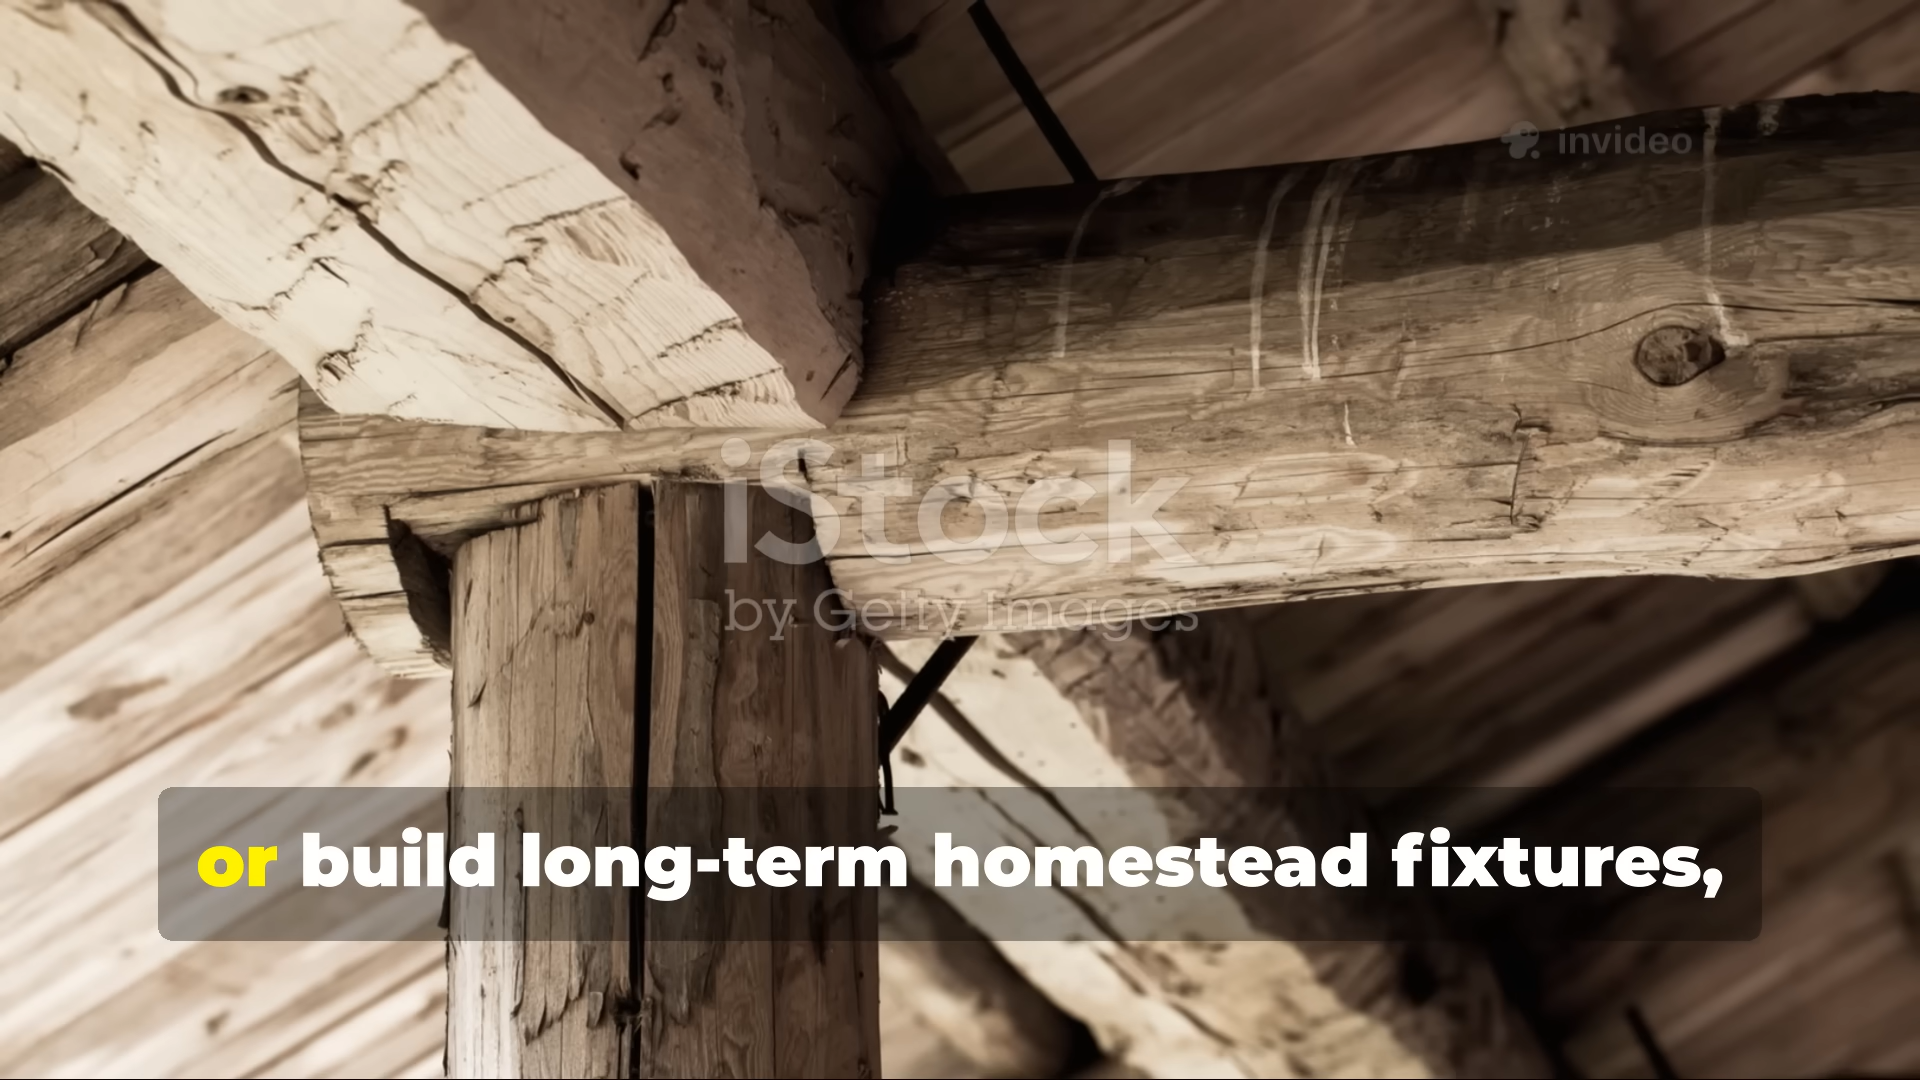 invideo
iStock
by Getty Images
or build long-term homestead fixtures,